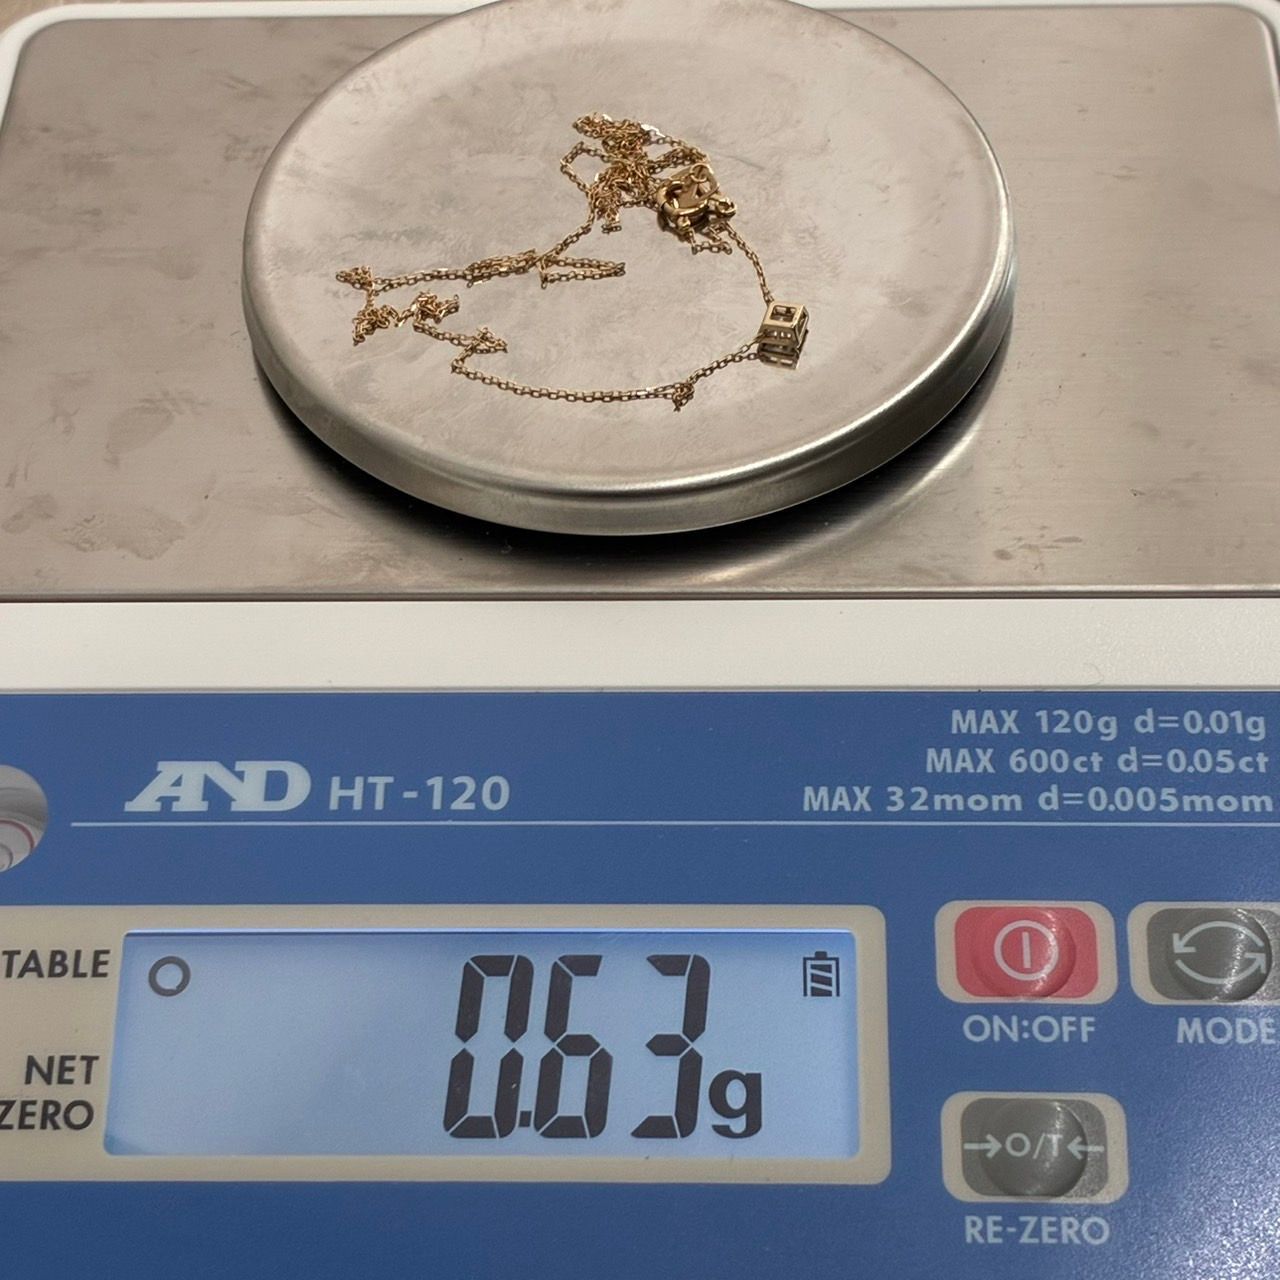 MAX 120g d=0.01g
MAX 600ct d=0.05ct
MAX 32mom d=0.005mom
AND HT-120
TABLE
NET
ZERO
0.63g
ON:OFF
MODE
→O/T←
RE-ZERO